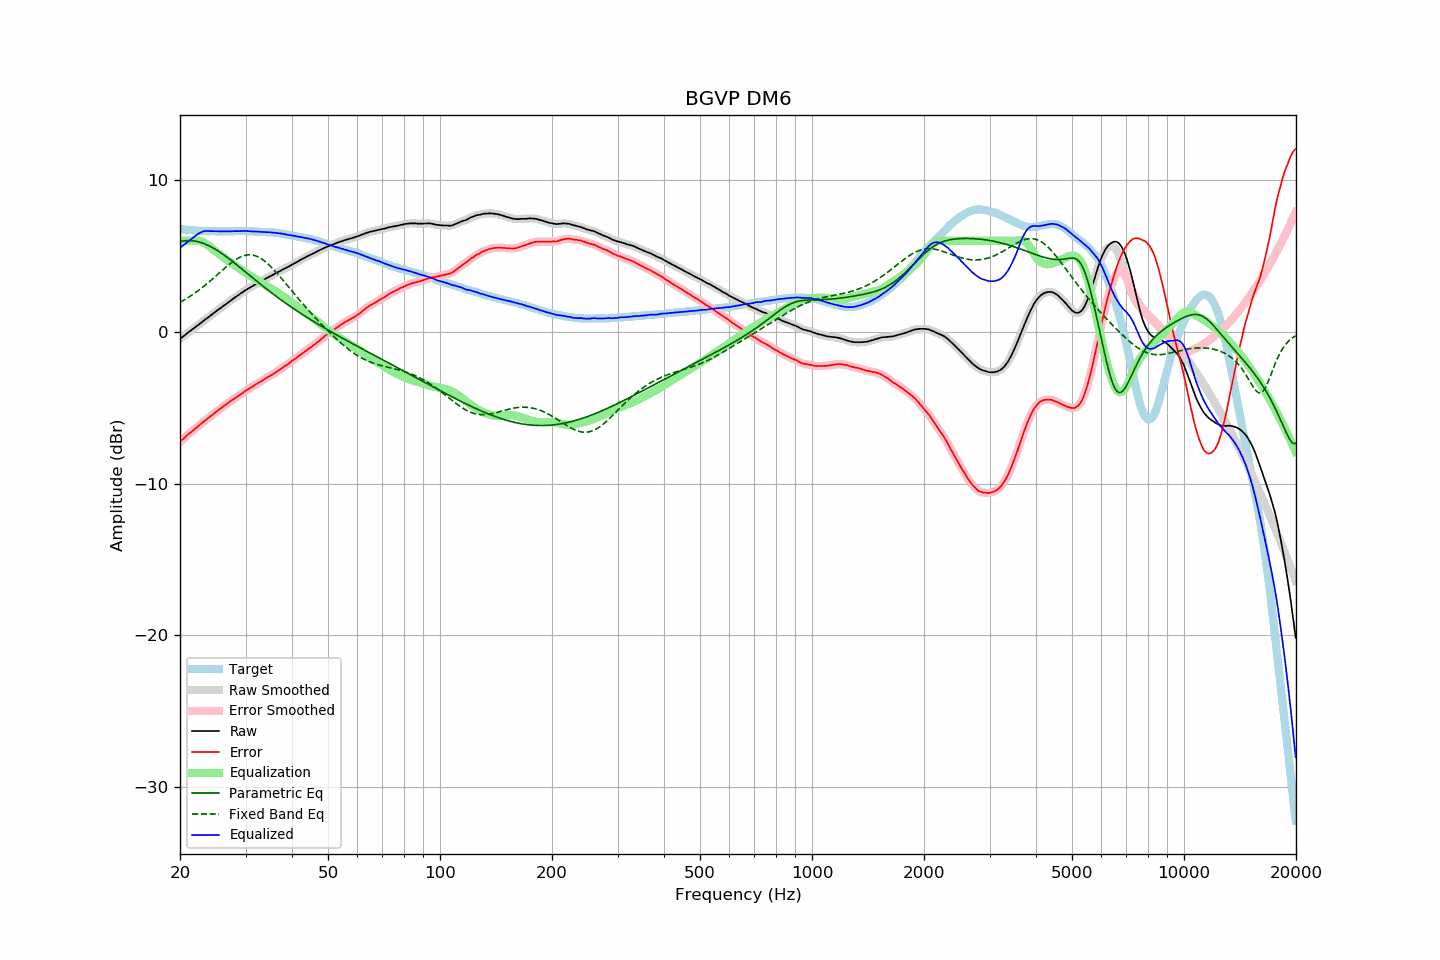 BGVP DM6
10
0
−10
−20
−30
Amplitude (dBr)
Target
Raw Smoothed
Error Smoothed
Raw
Error
Equalization
Parametric Eq
Fixed Band Eq
Equalized
20 50 100 200 500 1000 2000 5000 10000 20000
Frequency (Hz)